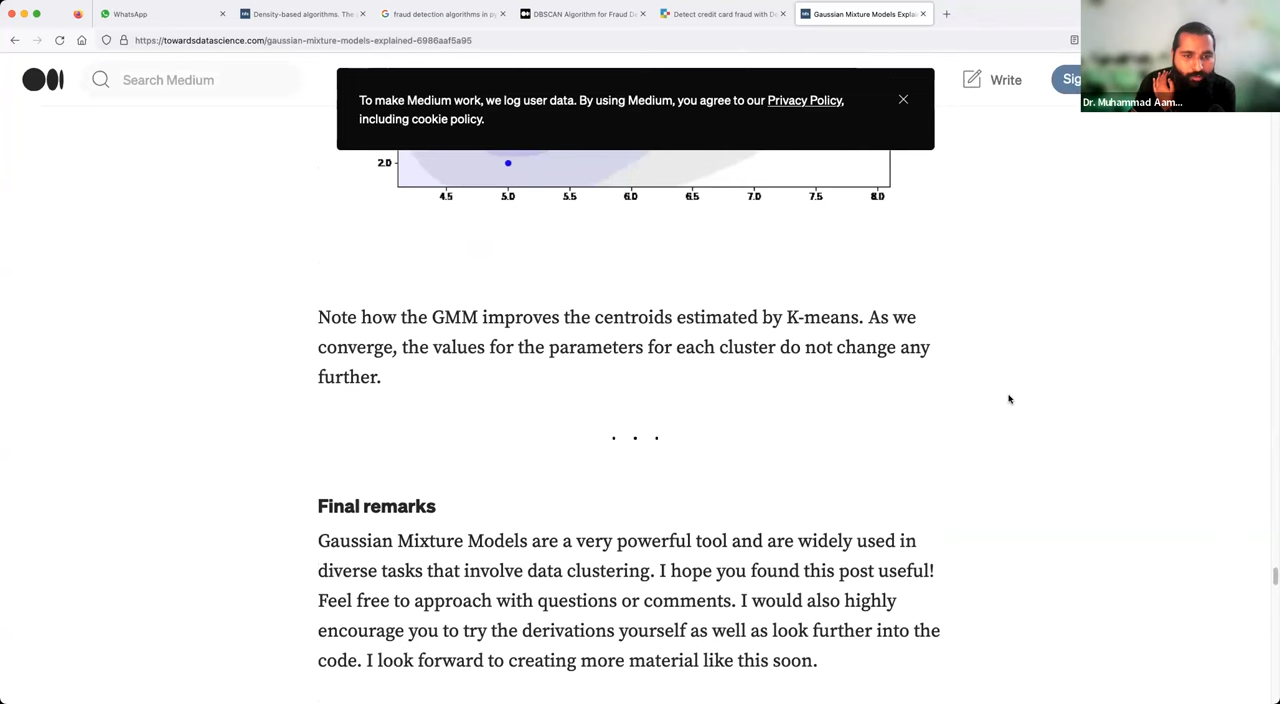 WhatsApp
Density-based algorithms. The
fraud detection algorithms in p
DBSCAN Algorithm for Fraud De
Detect credit card fraud with De
Gaussian Mixture Models Expla
https://towardsdatascience.com/gaussian-mixture-models-explained-6986aaf5a95
Search Medium
Write
Sig
To make Medium work, we log user data. By using Medium, you agree to our Privacy Policy,
including cookie policy.
Dr. Muhammad Aam...
2.0
4.5 5.0 5.5 6.0 6.5 7.0 7.5 8.0
Note how the GMM improves the centroids estimated by K-means. As we
converge, the values for the parameters for each cluster do not change any
further.
. . .
Final remarks
Gaussian Mixture Models are a very powerful tool and are widely used in
diverse tasks that involve data clustering. I hope you found this post useful!
Feel free to approach with questions or comments. I would also highly
encourage you to try the derivations yourself as well as look further into the
code. I look forward to creating more material like this soon.